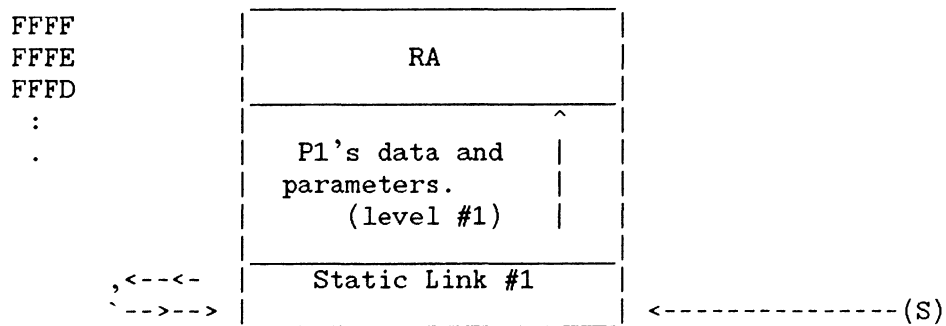 FFFF
FFFE RA
FFFD
:
. P1's data and
parameters.
(level #1)
,<--<- Static Link #1
`-->--> <---------------(S)